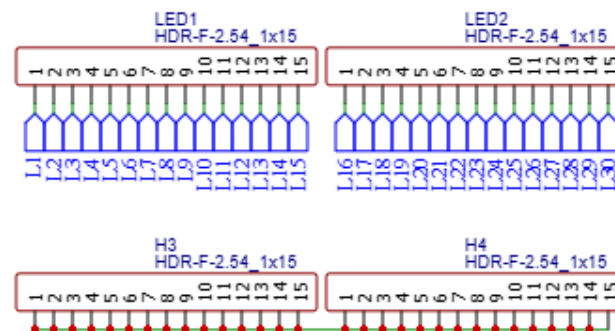 LED1
HDR-F-2.54_1x15
1 2 3 4 5 6 7 8 9 10 11 12 13 14 15
L1 L2 L3 L4 L5 L6 L7 L8 L9 L10 L11 L12 L13 L14 L15
LED2
HDR-F-2.54_1x15
1 2 3 4 5 6 7 8 9 10 11 12 13 14 15
L16 L17 L18 L19 L20 L21 L22 L23 L24 L25 L26 L27 L28 L29 L30
H3
HDR-F-2.54_1x15
1 2 3 4 5 6 7 8 9 10 11 12 13 14 15
H4
HDR-F-2.54_1x15
1 2 3 4 5 6 7 8 9 10 11 12 13 14 15